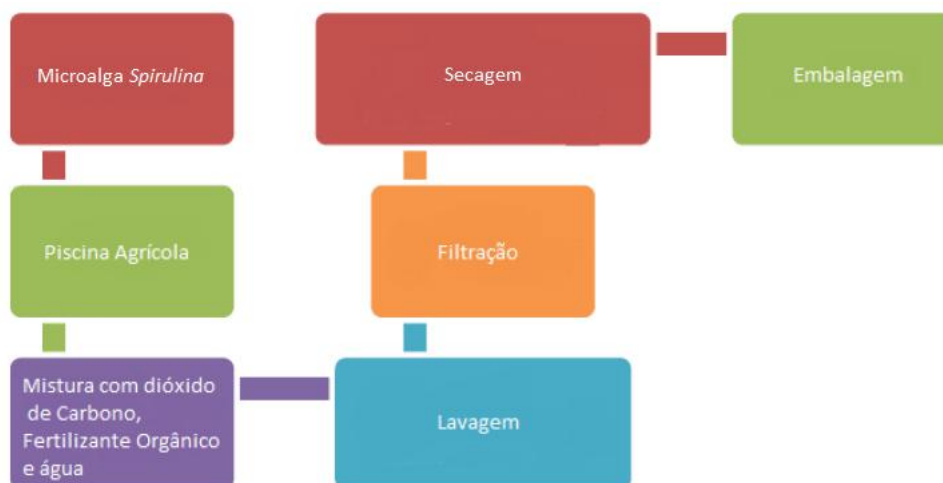 Microalga Spirulina
Piscina Agrícola
Mistura com dióxido
de Carbono,
Fertilizante Orgânico
e água
Lavagem
Filtração
Secagem
Embalagem